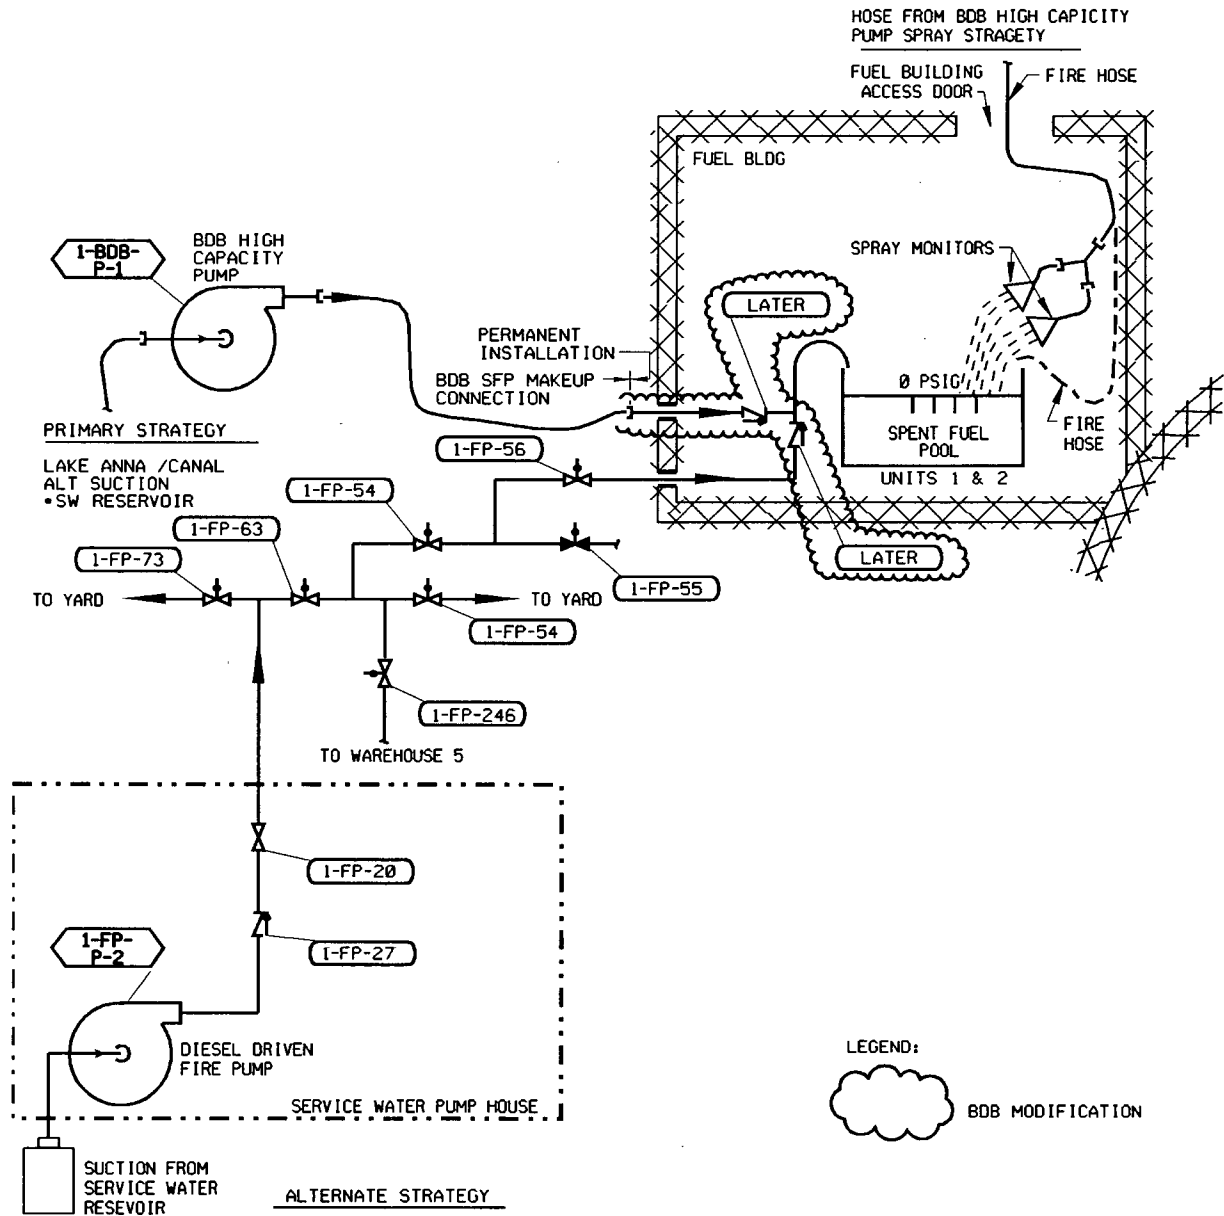 HOSE FROM BDB HIGH CAPICITY
PUMP SPRAY STRAGETY
FUEL BUILDING
ACCESS DOOR
FIRE HOSE
FUEL BLDG
1-BDB-
P-1
BDB HIGH
CAPACITY
PUMP
SPRAY MONITORS
LATER
PERMANENT
INSTALLATION
BDB SFP MAKEUP
CONNECTION
0 PSIG
FIRE
HOSE
SPENT FUEL
POOL
UNITS 1 & 2
PRIMARY STRATEGY
LAKE ANNA /CANAL
ALT SUCTION
•SW RESERVOIR
1-FP-56
1-FP-54
1-FP-63
1-FP-73
LATER
1-FP-55
TO YARD
TO YARD
1-FP-54
1-FP-246
TO WAREHOUSE 5
1-FP-20
1-FP-27
1-FP-
P-2
DIESEL DRIVEN
FIRE PUMP
SERVICE WATER PUMP HOUSE
LEGEND:
BDB MODIFICATION
SUCTION FROM
SERVICE WATER
RESEVOIR
ALTERNATE STRATEGY